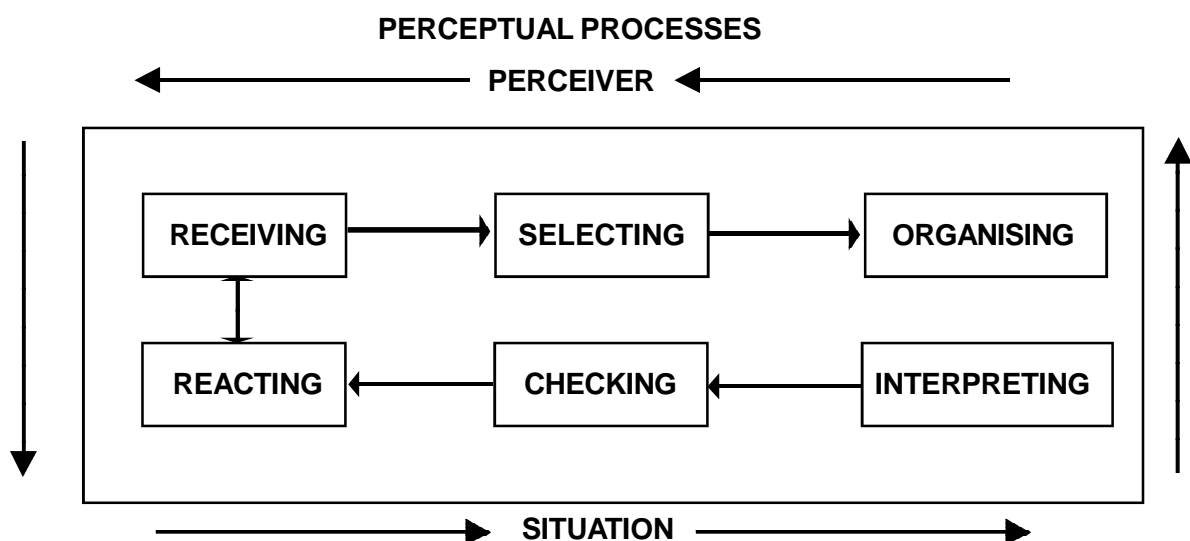 PERCEPTUAL PROCESSES
PERCEIVER
RECEIVING
SELECTING
ORGANISING
REACTING
CHECKING
INTERPRETING
SITUATION